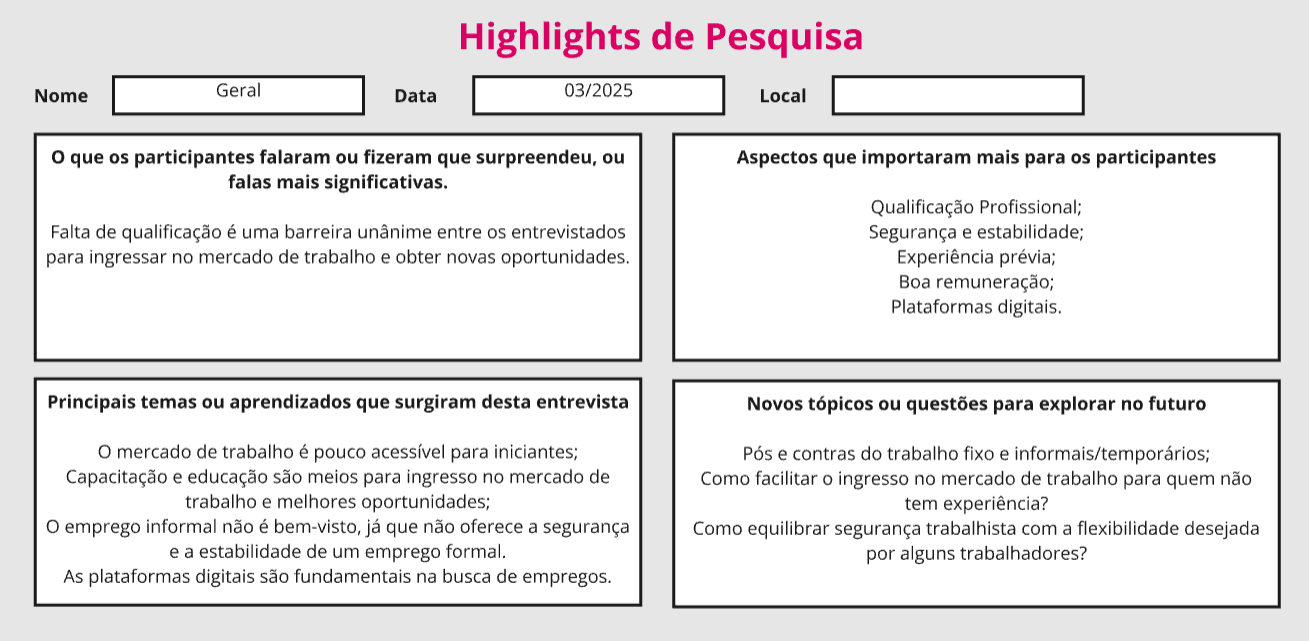 Highlights de Pesquisa
Nome Geral Data 03/2025 Local
O que os participantes falaram ou fizeram que surpreendeu, ou
falas mais significativas.
Falta de qualificação é uma barreira unânime entre os entrevistados
para ingressar no mercado de trabalho e obter novas oportunidades.
Aspectos que importaram mais para os participantes
Qualificação Profissional;
Segurança e estabilidade;
Experiência prévia;
Boa remuneração;
Plataformas digitais.
Principais temas ou aprendizados que surgiram desta entrevista
O mercado de trabalho é pouco acessível para iniciantes;
Capacitação e educação são meios para ingresso no mercado de
trabalho e melhores oportunidades;
O emprego informal não é bem-visto, já que não oferece a segurança
e a estabilidade de um emprego formal.
As plataformas digitais são fundamentais na busca de empregos.
Novos tópicos ou questões para explorar no futuro
Pós e contras do trabalho fixo e informais/temporários;
Como facilitar o ingresso no mercado de trabalho para quem não
tem experiência?
Como equilibrar segurança trabalhista com a flexibilidade desejada
por alguns trabalhadores?